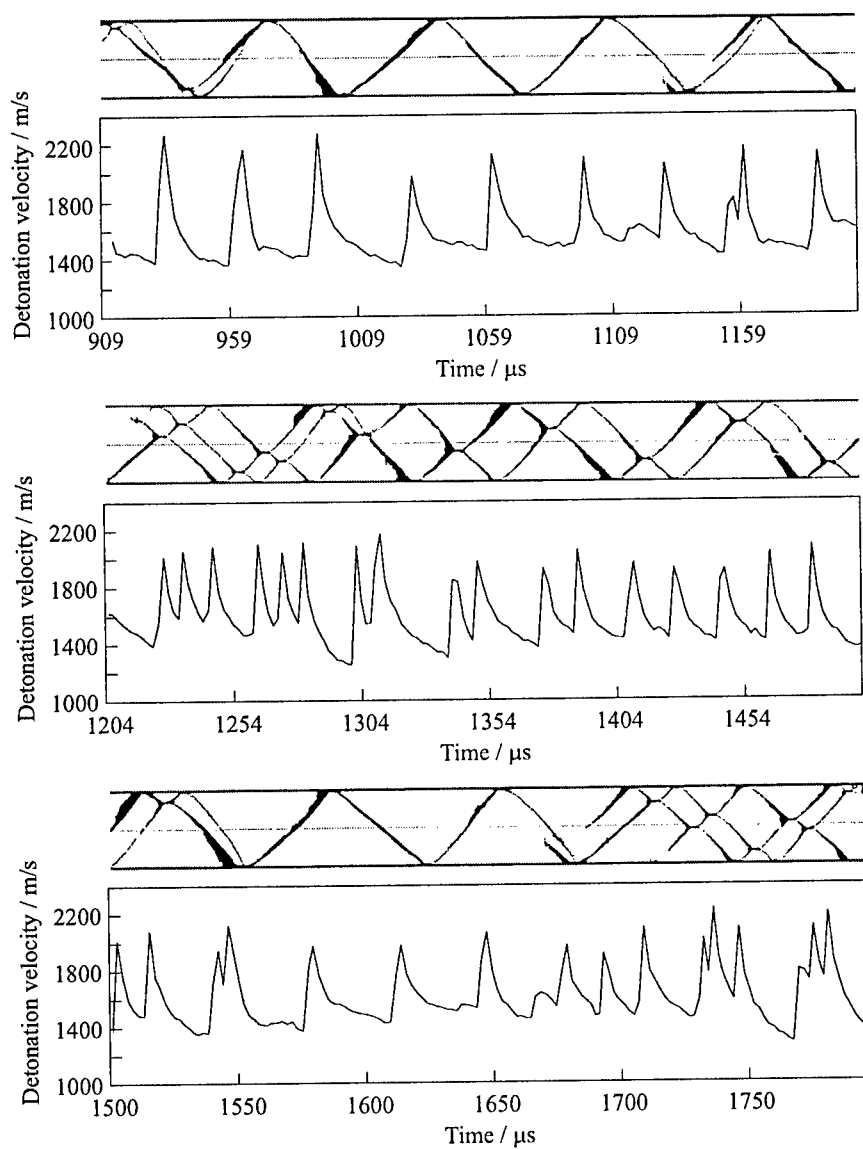 Detonation velocity / m/s
2200
1800
1400
1000
909 959 1009 1059 1109 1159
Time / μs
Detonation velocity / m/s
2200
1800
1400
1000
1204 1254 1304 1354 1404 1454
Time / μs
Detonation velocity / m/s
2200
1800
1400
1000
1500 1550 1600 1650 1700 1750
Time / μs